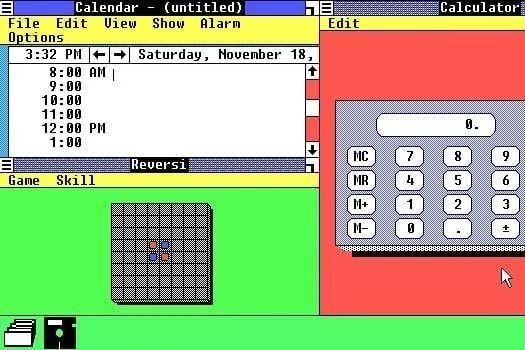 Calendar - (untitled)
File Edit View Show Alarm
Options
3:32 PM Saturday, November 18,
8:00 AM
9:00
10:00
11:00
12:00 PM
1:00
Reversi
Game Skill
Calculator
Edit
0.
MC 7 8 9
MR 4 5 6
M+ 1 2 3
M- 0 . ±